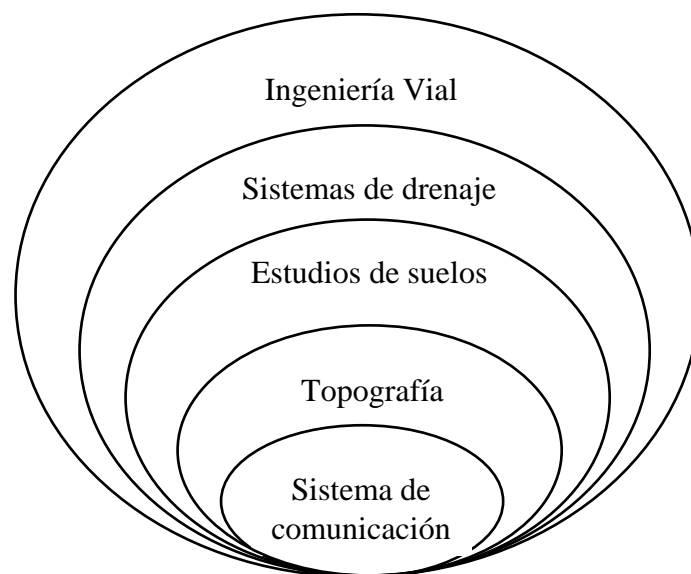 Ingeniería Vial
Sistemas de drenaje
Estudios de suelos
Topografía
Sistema de
comunicación